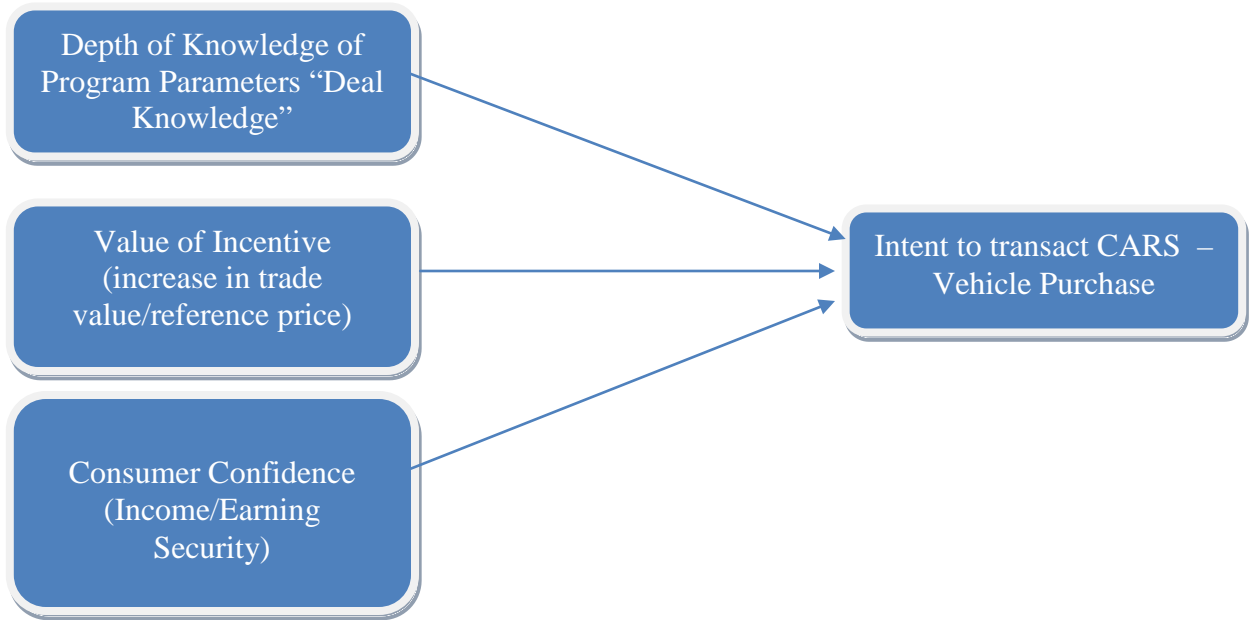 Depth of Knowledge of
Program Parameters “Deal
Knowledge”
Value of Incentive
(increase in trade
value/reference price)
Consumer Confidence
(Income/Earning
Security)
Intent to transact CARS –
Vehicle Purchase